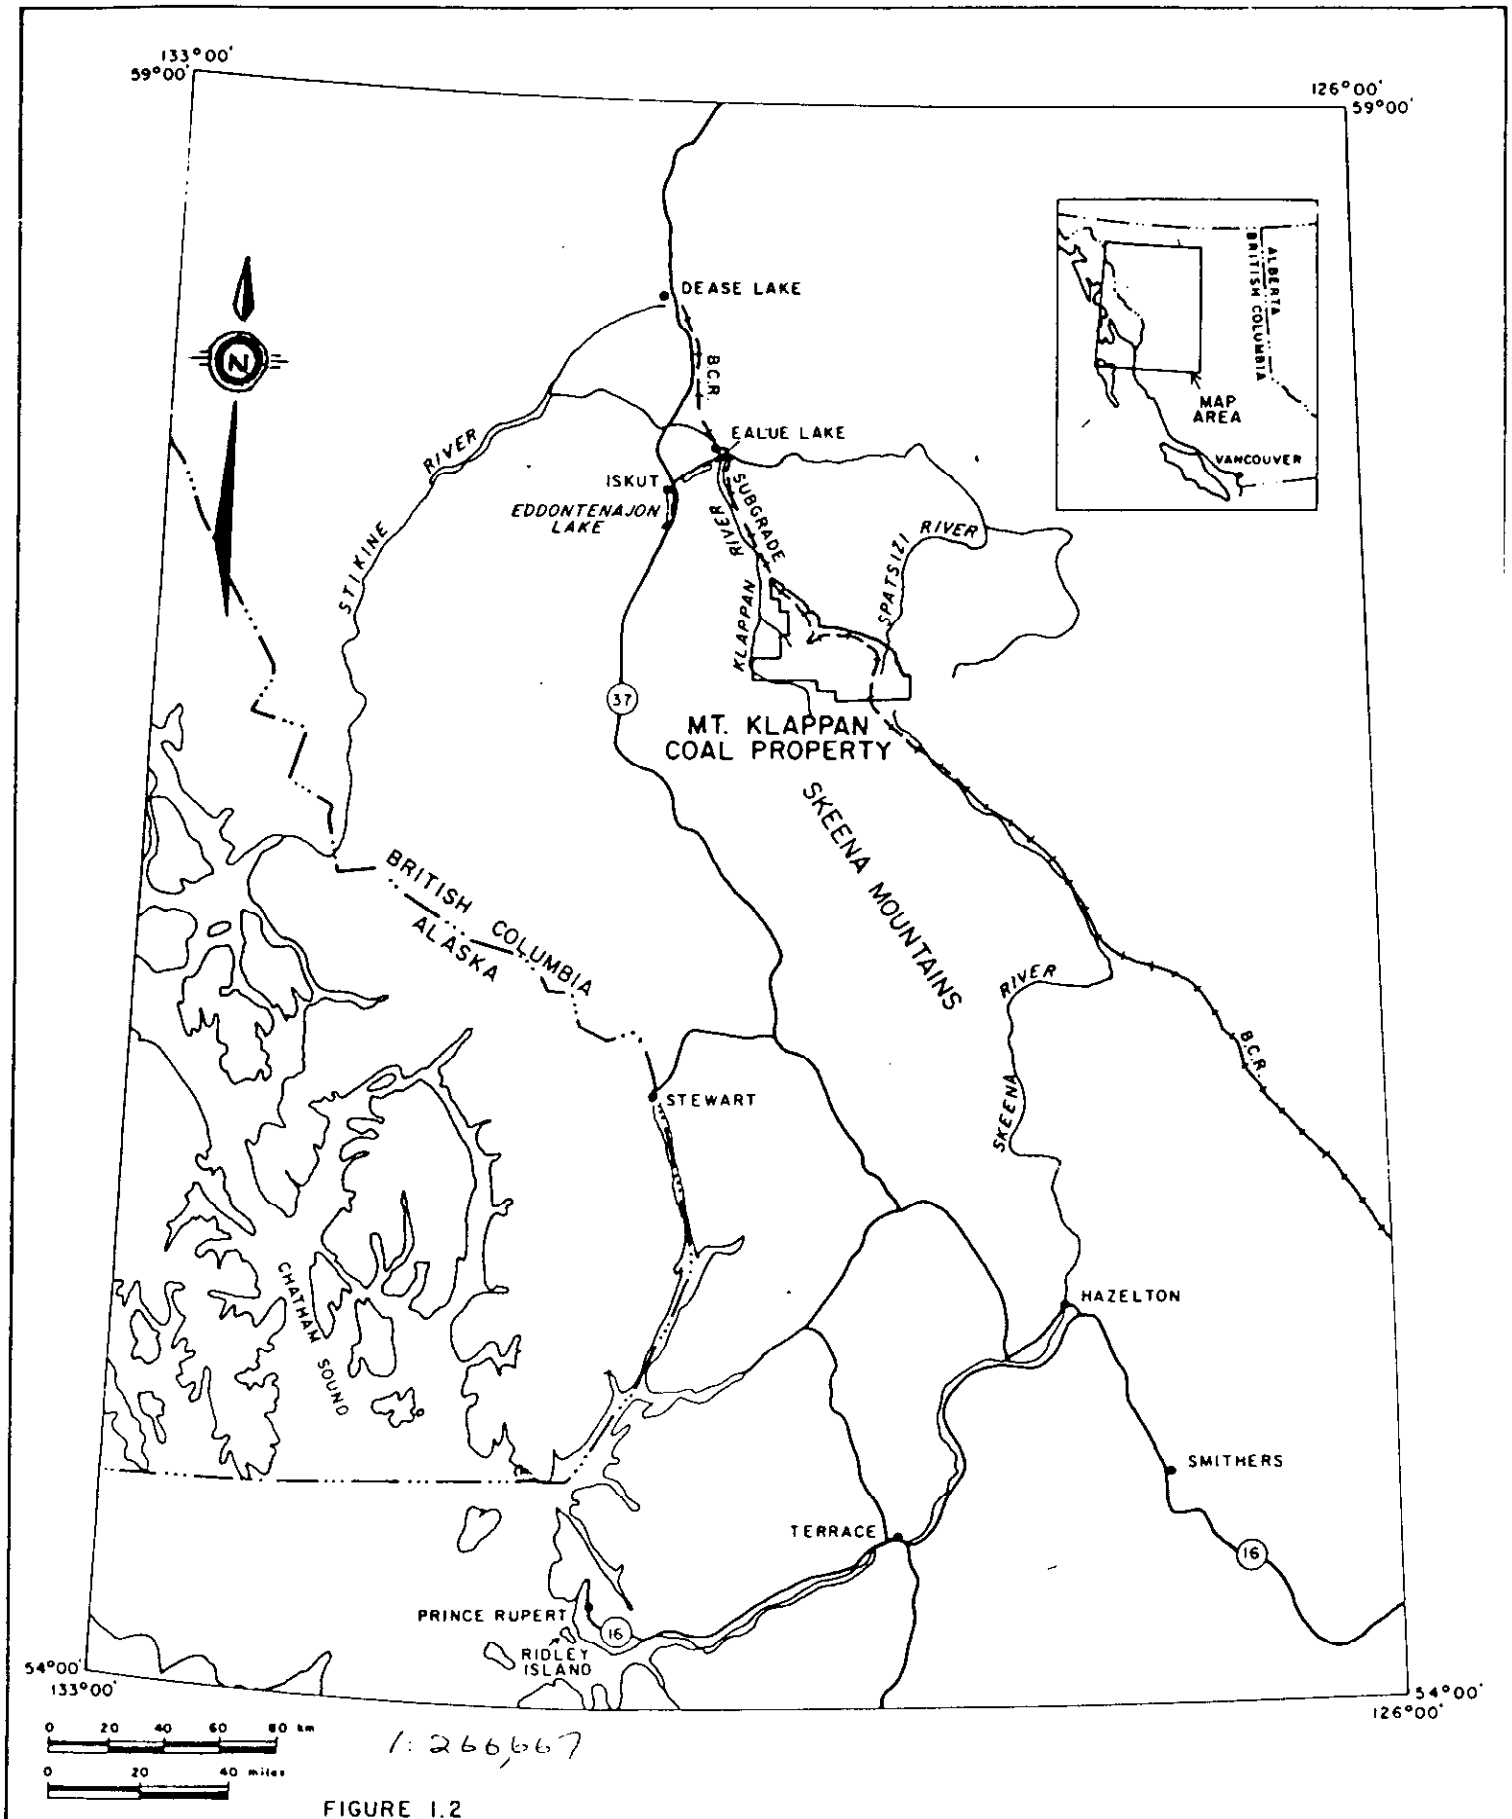 133°00'
59°00'
126°00'
59°00'
N
DEASE LAKE
B.C.R.
EALUE LAKE
ISKUT
EDDONTENAJON
LAKE
SUBGRADE
RIVER
STIKINE
RIVER
KLAPPAN
RIVER
SPATSIZI
37
MT. KLAPPAN
COAL PROPERTY
SKEENA MOUNTAINS
ALBERTA
BRITISH COLUMBIA
MAP
AREA
VANCOUVER
BRITISH COLUMBIA
ALASKA
RIVER
SKEENA
B.C.R.
STEWART
CHATHAM SOUND
HAZELTON
SMITHERS
TERRACE
16
PRINCE RUPERT
16
RIDLEY
ISLAND
54°00'
133°00'
54°00'
126°00'
0 20 40 60 80 km
0 20 40 miles
1:266,667
FIGURE 1.2